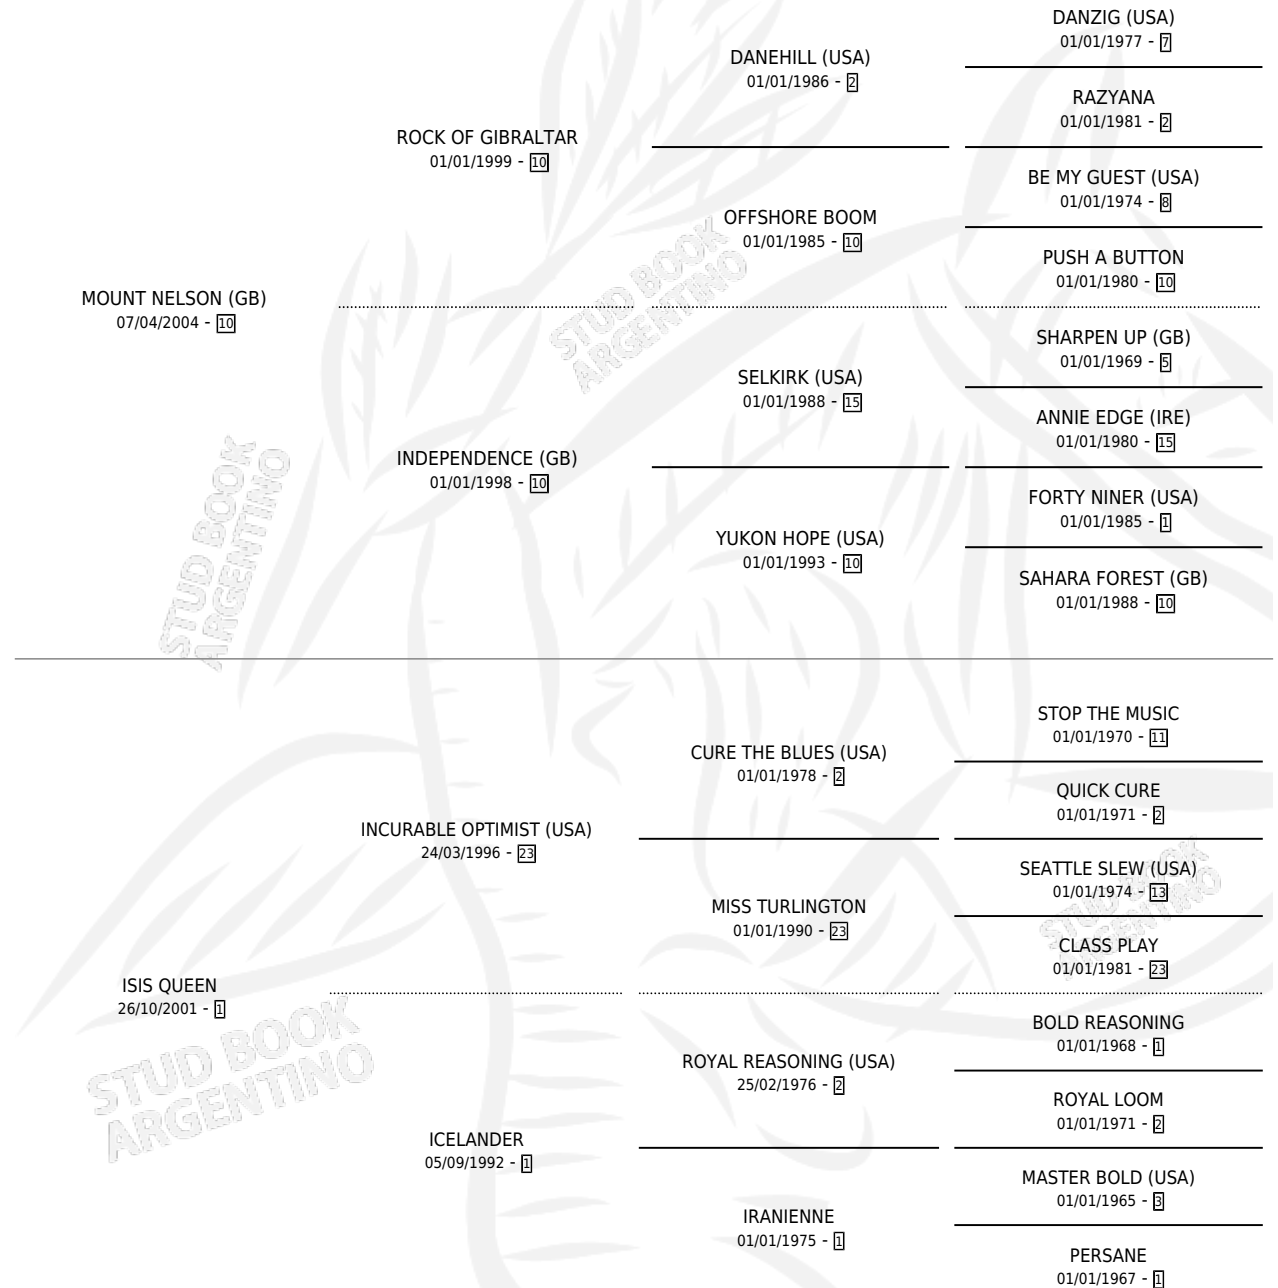 DANZIG (USA)
01/01/1977 - 7
DANEHILL (USA)
01/01/1986 - 2
RAZYANA
01/01/1981 - 2
ROCK OF GIBRALTAR
01/01/1999 - 10
BE MY GUEST (USA)
01/01/1974 - 8
OFFSHORE BOOM
01/01/1985 - 10
PUSH A BUTTON
01/01/1980 - 10
MOUNT NELSON (GB)
07/04/2004 - 10
STUD BOOK
ARGENTINO
SHARPEN UP (GB)
01/01/1969 - 5
SELKIRK (USA)
01/01/1988 - 15
ANNIE EDGE (IRE)
01/01/1980 - 15
INDEPENDENCE (GB)
01/01/1998 - 10
FORTY NINER (USA)
01/01/1985 - 1
YUKON HOPE (USA)
01/01/1993 - 10
SAHARA FOREST (GB)
01/01/1988 - 10
STUD BOOK
ARGENTINO
STOP THE MUSIC
01/01/1970 - 11
CURE THE BLUES (USA)
01/01/1978 - 2
QUICK CURE
01/01/1971 - 2
INCURABLE OPTIMIST (USA)
24/03/1996 - 23
SEATTLE SLEW (USA)
01/01/1974 - 13
MISS TURLINGTON
01/01/1990 - 23
STUD BOOK
ARGENTINO
CLASS PLAY
01/01/1981 - 23
ISIS QUEEN
26/10/2001 - 1
BOLD REASONING
01/01/1968 - 1
ROYAL REASONING (USA)
25/02/1976 - 2
STUD BOOK
ARGENTINO
ROYAL LOOM
01/01/1971 - 2
ICELANDER
05/09/1992 - 1
MASTER BOLD (USA)
01/01/1965 - 3
IRANIENNE
01/01/1975 - 1
PERSANE
01/01/1967 - 1